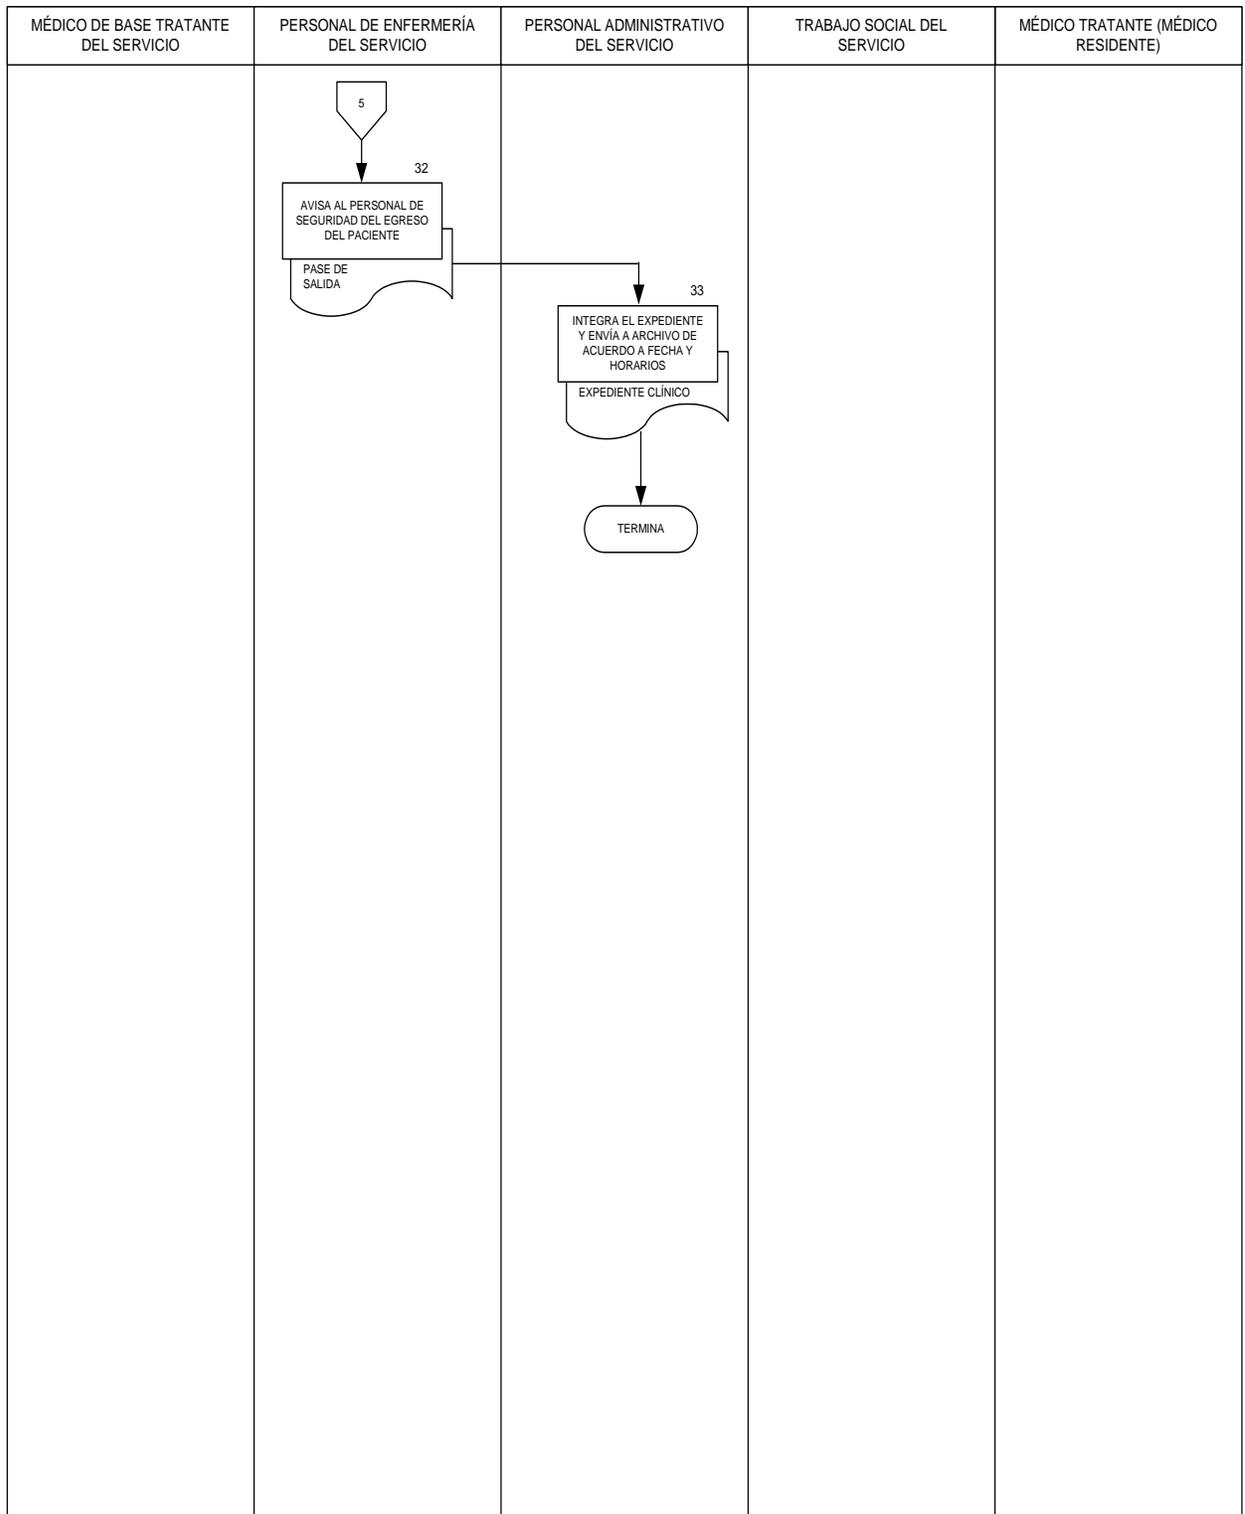 MÉDICO DE BASE TRATANTE
DEL SERVICIO
PERSONAL DE ENFERMERÍA
DEL SERVICIO
PERSONAL ADMINISTRATIVO
DEL SERVICIO
TRABAJO SOCIAL DEL
SERVICIO
MÉDICO TRATANTE (MÉDICO
RESIDENTE)
5
32
AVISA AL PERSONAL DE
SEGURIDAD DEL EGRESO
DEL PACIENTE
PASE DE
SALIDA
33
INTEGRA EL EXPEDIENTE
Y ENVÍA A ARCHIVO DE
ACUERDO A FECHA Y
HORARIOS
EXPEDIENTE CLÍNICO
TERMINA